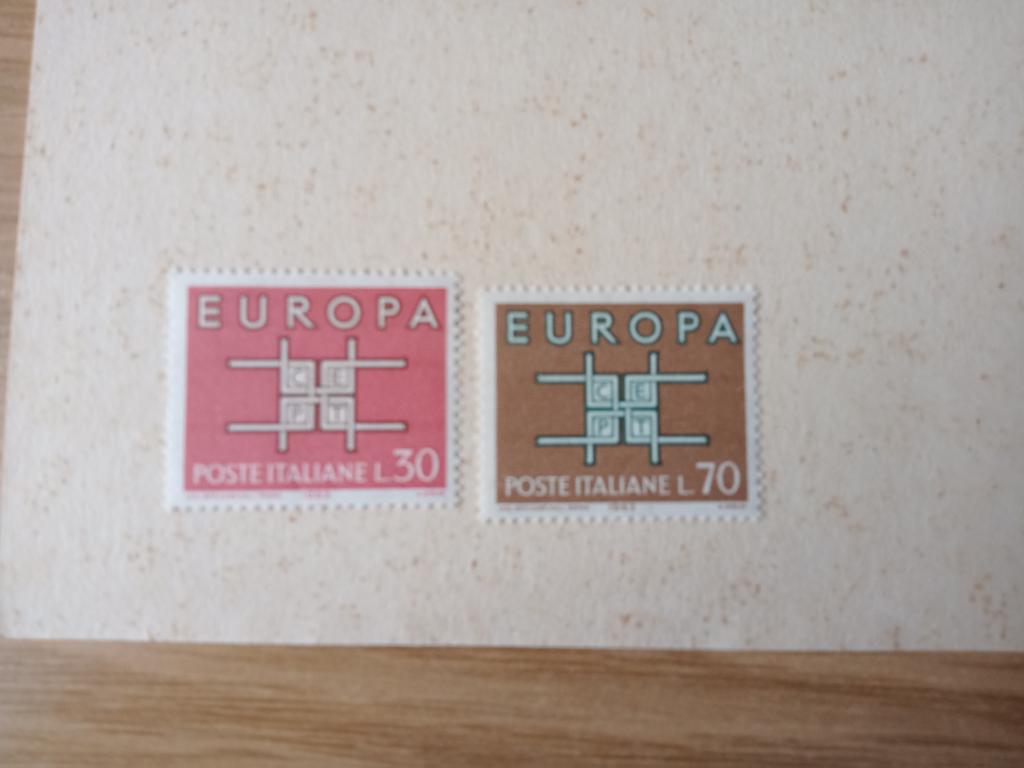 EUROPA
C E
P T
POSTE ITALIANE L.30
EUROPA
C E
P T
POSTE ITALIANE L.70